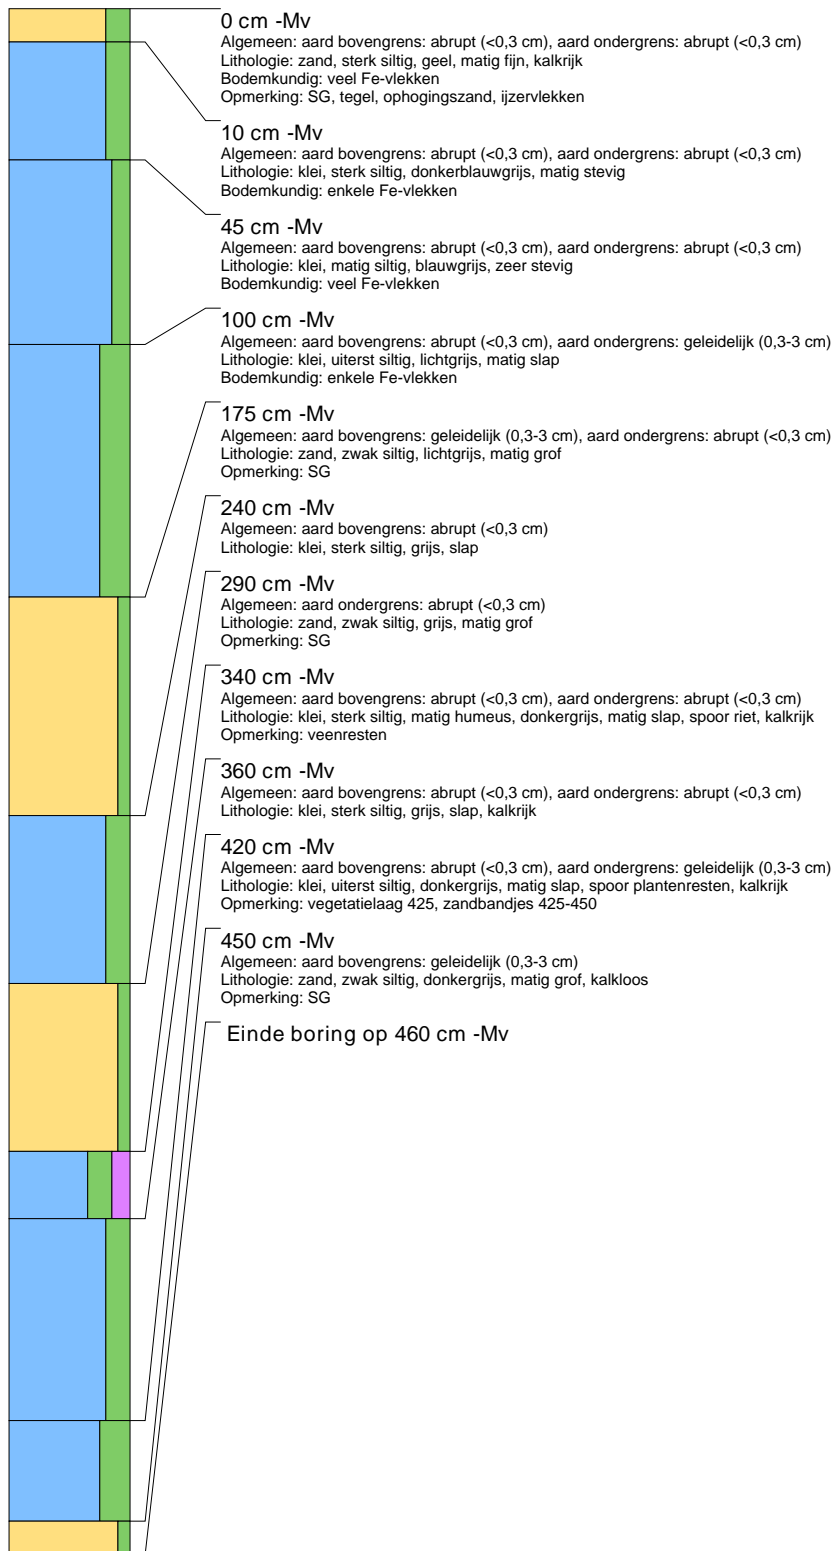 0 cm -Mv
Algemeen: aard bovengrens: abrupt (<0,3 cm), aard ondergrens: abrupt (<0,3 cm)
Lithologie: zand, sterk siltig, geel, matig fijn, kalkrijk
Bodemkundig: veel Fe-vlekken
Opmerking: SG, tegel, ophogingszand, ijzervlekken
10 cm -Mv
Algemeen: aard bovengrens: abrupt (<0,3 cm), aard ondergrens: abrupt (<0,3 cm)
Lithologie: klei, sterk siltig, donkerblauwgrijs, matig stevig
Bodemkundig: enkele Fe-vlekken
45 cm -Mv
Algemeen: aard bovengrens: abrupt (<0,3 cm), aard ondergrens: abrupt (<0,3 cm)
Lithologie: klei, matig siltig, blauwgrijs, zeer stevig
Bodemkundig: veel Fe-vlekken
100 cm -Mv
Algemeen: aard bovengrens: abrupt (<0,3 cm), aard ondergrens: geleidelijk (0,3-3 cm)
Lithologie: klei, uiterst siltig, lichtgrijs, matig slap
Bodemkundig: enkele Fe-vlekken
175 cm -Mv
Algemeen: aard bovengrens: geleidelijk (0,3-3 cm), aard ondergrens: abrupt (<0,3 cm)
Lithologie: zand, zwak siltig, lichtgrijs, matig grof
Opmerking: SG
240 cm -Mv
Algemeen: aard bovengrens: abrupt (<0,3 cm)
Lithologie: klei, sterk siltig, grijs, slap
290 cm -Mv
Algemeen: aard ondergrens: abrupt (<0,3 cm)
Lithologie: zand, zwak siltig, grijs, matig grof
Opmerking: SG
340 cm -Mv
Algemeen: aard bovengrens: abrupt (<0,3 cm), aard ondergrens: abrupt (<0,3 cm)
Lithologie: klei, sterk siltig, matig humeus, donkergrijs, matig slap, spoor riet, kalkrijk
Opmerking: veenresten
360 cm -Mv
Algemeen: aard bovengrens: abrupt (<0,3 cm), aard ondergrens: abrupt (<0,3 cm)
Lithologie: klei, sterk siltig, grijs, slap, kalkrijk
420 cm -Mv
Algemeen: aard bovengrens: abrupt (<0,3 cm), aard ondergrens: geleidelijk (0,3-3 cm)
Lithologie: klei, uiterst siltig, donkergrijs, matig slap, spoor plantenresten, kalkrijk
Opmerking: vegetatielaag 425, zandbandjes 425-450
450 cm -Mv
Algemeen: aard bovengrens: geleidelijk (0,3-3 cm)
Lithologie: zand, zwak siltig, donkergrijs, matig grof, kalkloos
Opmerking: SG
Einde boring op 460 cm -Mv